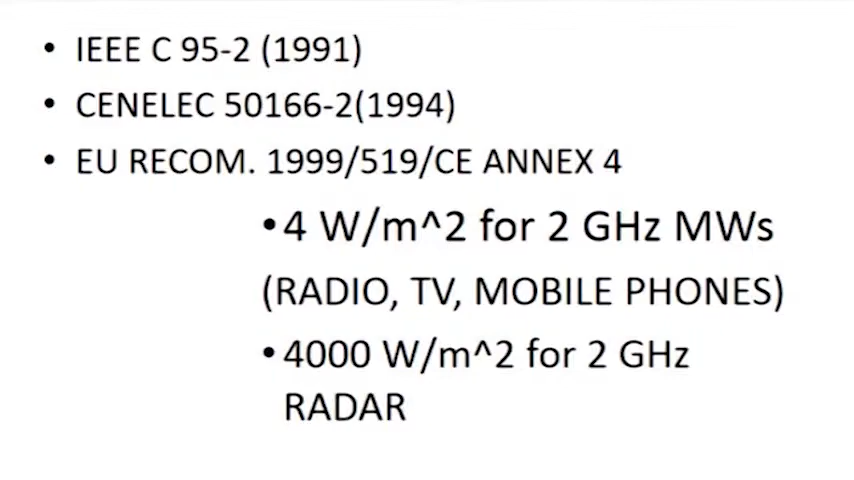 • IEEE C 95-2 (1991)
• CENELEC 50166-2(1994)
• EU RECOM. 1999/519/CE ANNEX 4
•4 W/m^2 for 2 GHz MWs
(RADIO, TV, MOBILE PHONES)
•4000 W/m^2 for 2 GHz
RADAR